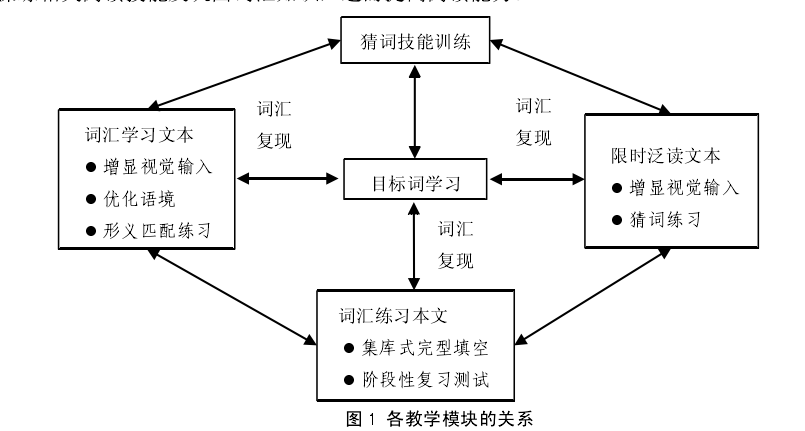 猜词技能训练
词汇
复现
词汇
复现
词汇学习文本
● 增显视觉输入
● 优化语境
● 形义匹配练习
目标词学习
限时泛读文本
● 增显视觉输入
● 猜词练习
词汇
复现
词汇练习本文
● 集库式完型填空
● 阶段性复习测试
图 1 各教学模块的关系